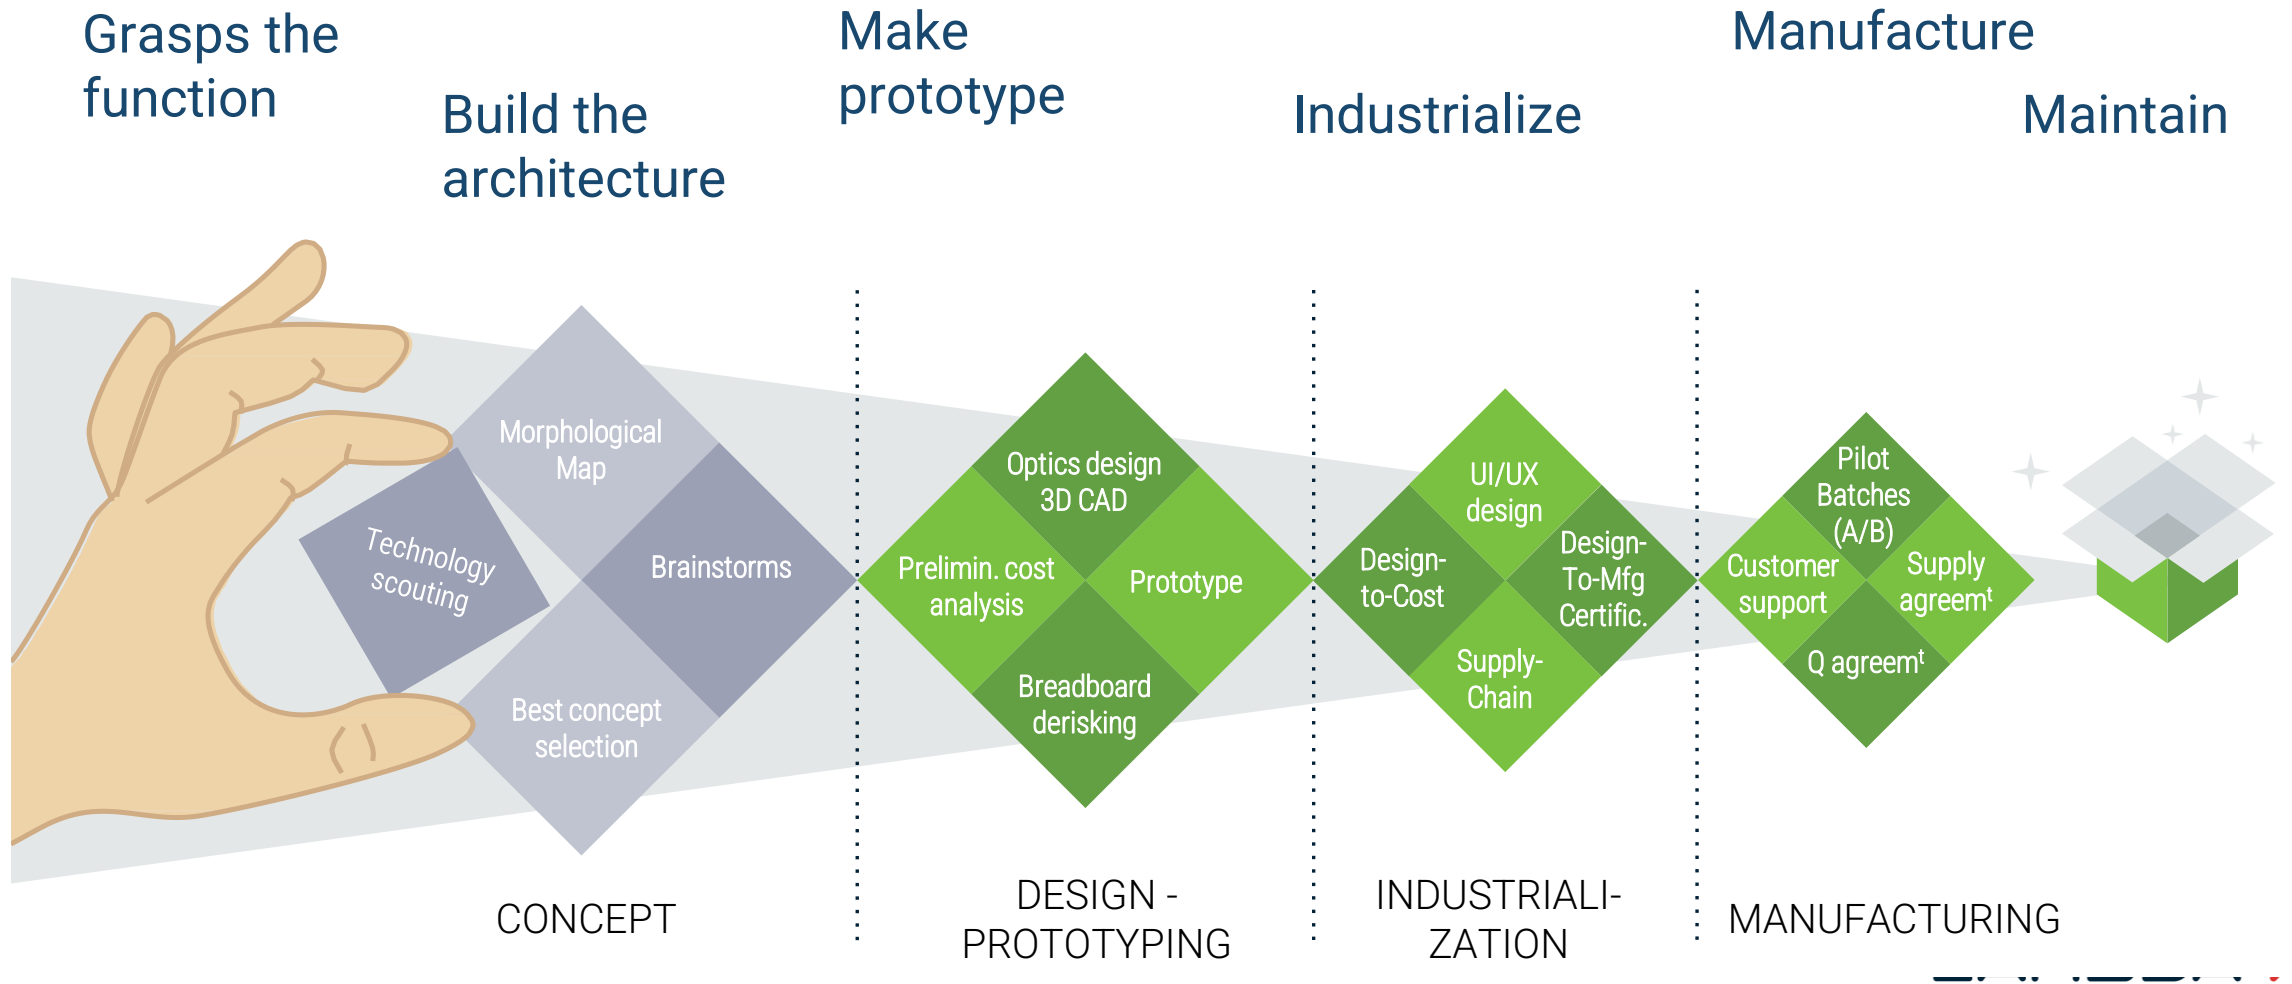 Grasps the
function
Build the
architecture
Make
prototype
Industrialize
Manufacture
Maintain
Morphological
Map
Technology
scouting
Brainstorms
Best concept
selection
Optics design
3D CAD
Prelimin. cost
analysis
Prototype
Breadboard
derisking
UI/UX
design
Design-
to-Cost
Design-
To-Mfg
Certific.
Supply-
Chain
Pilot
Batches
(A/B)
Customer
support
Supply
agreemᵗ
Q agreemᵗ
CONCEPT
DESIGN -
PROTOTYPING
INDUSTRIALI-
ZATION
MANUFACTURING